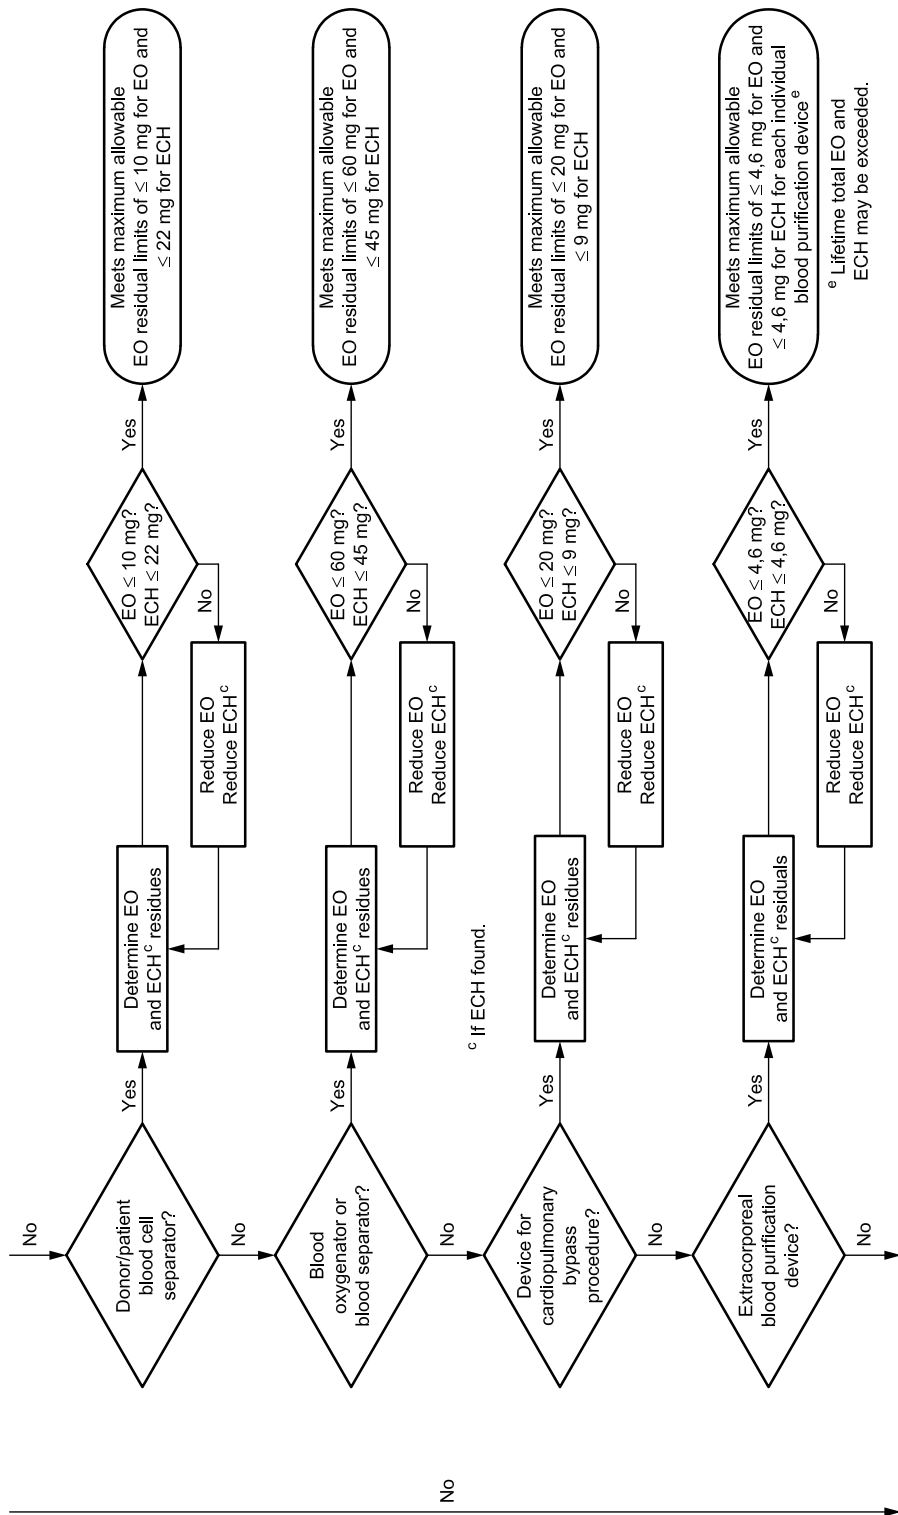 No
Donor/patient
blood cell
separator?
Yes
Determine EO
and ECHᶜ residues
EO ≤ 10 mg?
ECH ≤ 22 mg?
Yes
Meets maximum allowable
EO residual limits of ≤ 10 mg for EO and
≤ 22 mg for ECH
No
Reduce EO
Reduce ECHᶜ
No
Blood
oxygenator or
blood separator?
Yes
Determine EO
and ECHᶜ residues
EO ≤ 60 mg?
ECH ≤ 45 mg?
Yes
Meets maximum allowable
EO residual limits of ≤ 60 mg for EO and
≤ 45 mg for ECH
No
Reduce EO
Reduce ECHᶜ
ᶜ If ECH found.
No
Device for
cardiopulmonary
bypass
procedure?
Yes
Determine EO
and ECHᶜ residues
EO ≤ 20 mg?
ECH ≤ 9 mg?
Yes
Meets maximum allowable
EO residual limits of ≤ 20 mg for EO and
≤ 9 mg for ECH
No
Reduce EO
Reduce ECHᶜ
No
Extracorporeal
blood purification
device?
Yes
Determine EO
and ECHᶜ residuals
EO ≤ 4,6 mg?
ECH ≤ 4,6 mg?
Yes
Meets maximum allowable
EO residual limits of ≤ 4,6 mg for EO and
≤ 4,6 mg for ECH for each individual
blood purification device ᵉ
No
Reduce EO
Reduce ECHᶜ
ᵉ Lifetime total EO and
ECH may be exceeded.
No
No